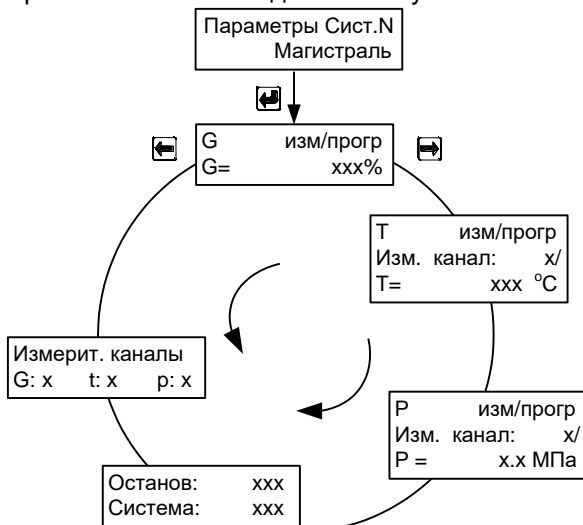 Параметры Сист.N
Магистраль
G изм/прогр
G= xxx%
T изм/прогр
Изм. канал: x/
T= xxx °C
P изм/прогр
Изм. канал: x/
P = x.x МПа
Останов: xxx
Система: xxx
Измерит. каналы
G: x t: x p: x